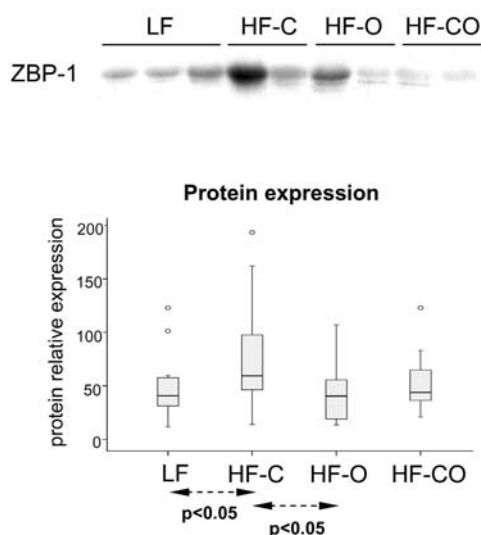 LF HF-C HF-O HF-CO
ZBP-1
Protein expression
protein relative expression
200
150
100
50
0
LF HF-C HF-O HF-CO
p<0.05
p<0.05